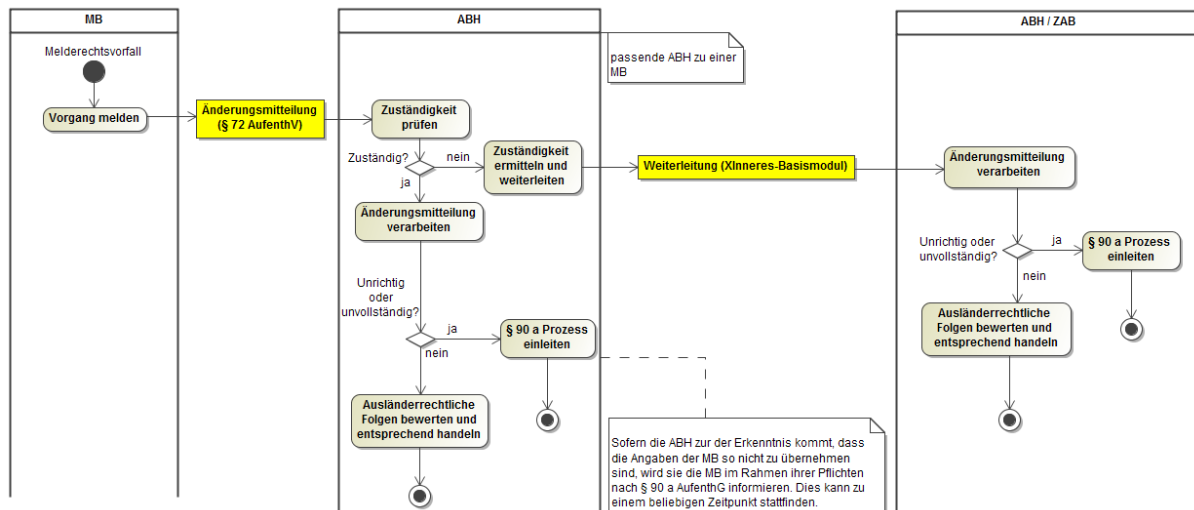 MB
Melderechtsvorfall
Vorgang melden
Änderungsmitteilung
(§ 72 AufenthV)
ABH
passende ABH zu einer
MB
Zuständigkeit
prüfen
Zuständig?
nein
ja
Zuständigkeit
ermitteln und
weiterleiten
Weiterleitung (XInneres-Basismodul)
Änderungsmitteilung
verarbeiten
Unrichtig
oder
unvollständig?
ja
nein
§ 90 a Prozess
einleiten
Ausländerrechtliche
Folgen bewerten und
entsprechend handeln
Sofern die ABH zur der Erkenntnis kommt, dass
die Angaben der MB so nicht zu übernehmen
sind, wird sie die MB im Rahmen ihrer Pflichten
nach § 90 a AufenthG informieren. Dies kann zu
einem beliebigen Zeitpunkt stattfinden.
ABH / ZAB
Änderungsmitteilung
verarbeiten
Unrichtig oder
unvollständig?
ja
nein
§ 90 a Prozess
einleiten
Ausländerrechtliche
Folgen bewerten und
entsprechend handeln